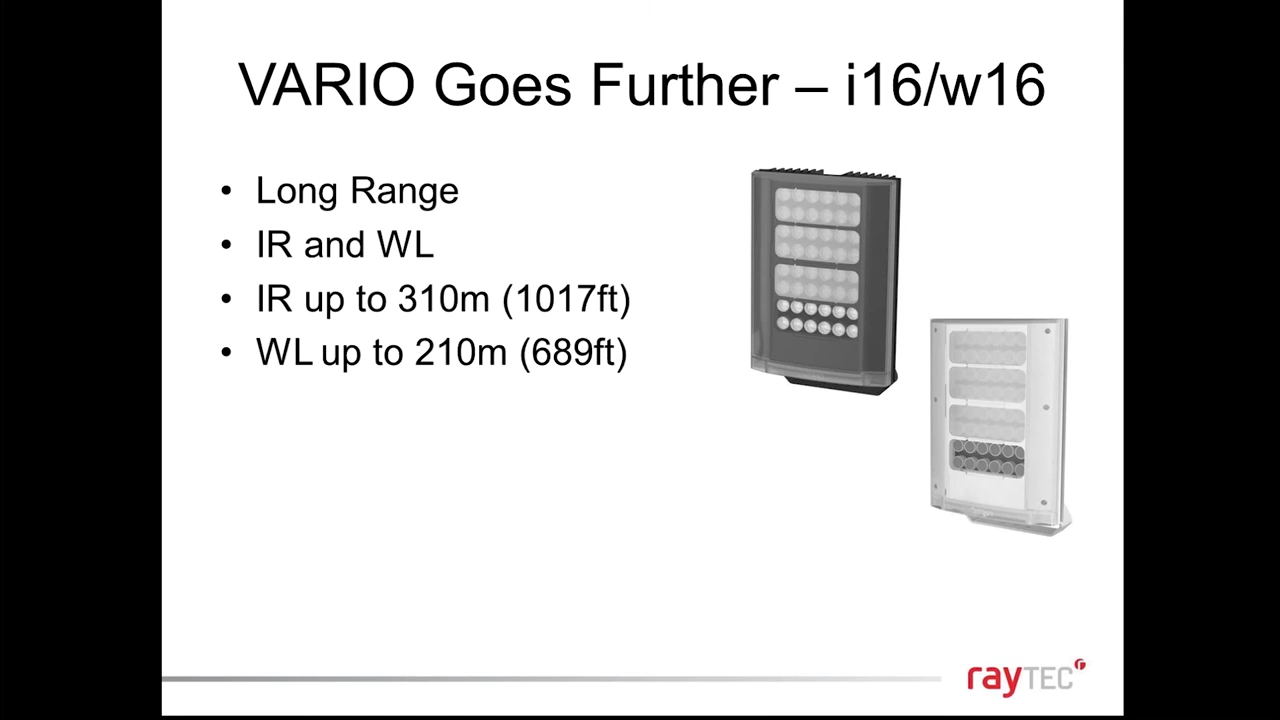 VARIO Goes Further – i16/w16
• Long Range
• IR and WL
• IR up to 310m (1017ft)
• WL up to 210m (689ft)
rayTEC